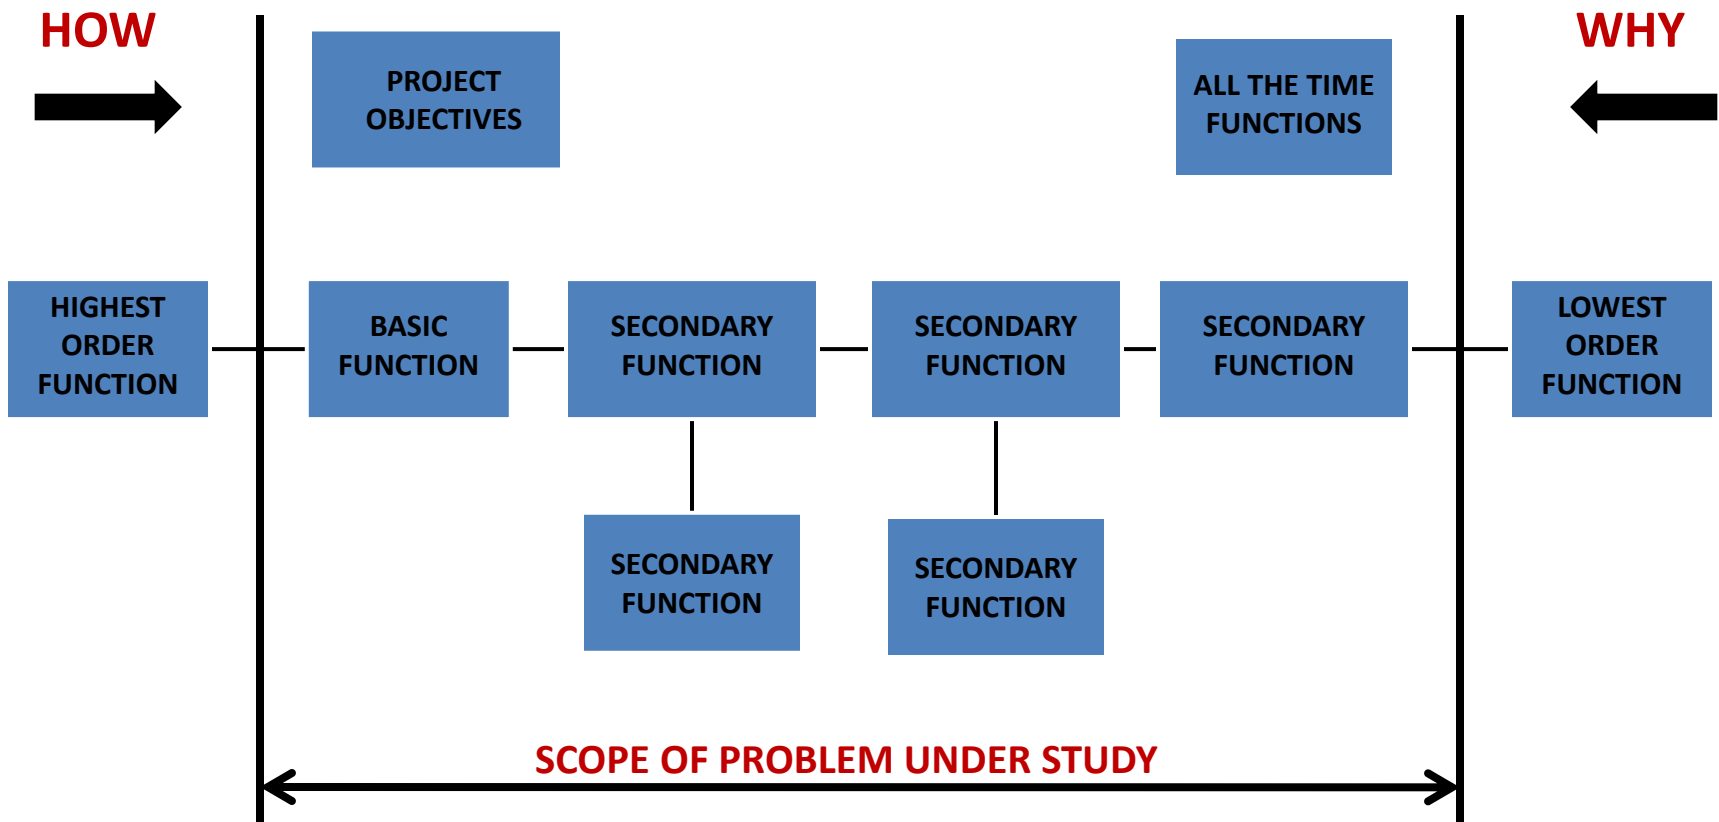 HOW
WHY
PROJECT
OBJECTIVES
ALL THE TIME
FUNCTIONS
HIGHEST
ORDER
FUNCTION
BASIC
FUNCTION
SECONDARY
FUNCTION
SECONDARY
FUNCTION
SECONDARY
FUNCTION
LOWEST
ORDER
FUNCTION
SECONDARY
FUNCTION
SECONDARY
FUNCTION
SCOPE OF PROBLEM UNDER STUDY